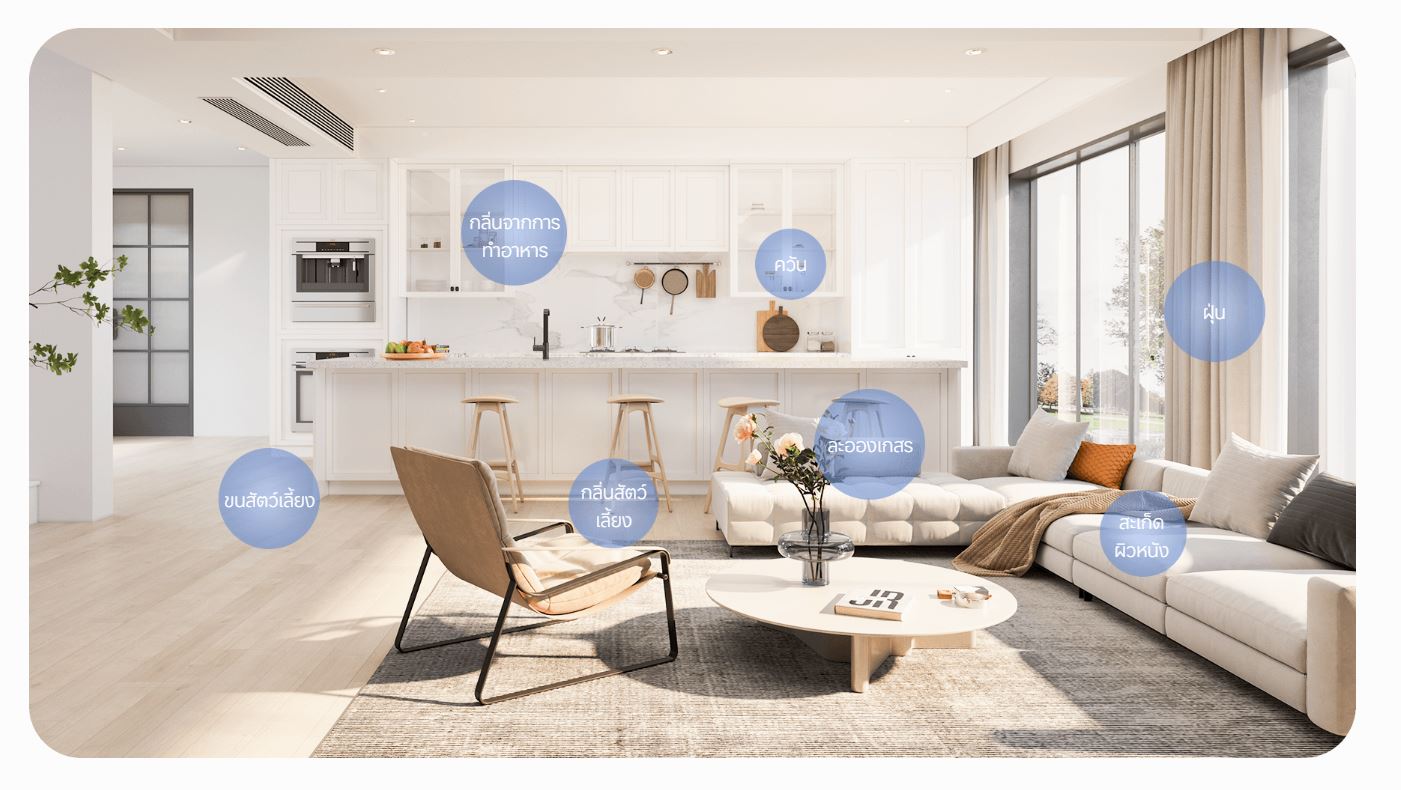 กลิ่นจากการ
ทำอาหาร
ควัน
ฝุ่น
ละอองเกสร
ขนสัตว์เลี้ยง
กลิ่นสัตว์
เลี้ยง
สะเก็ด
ผิวหนัง